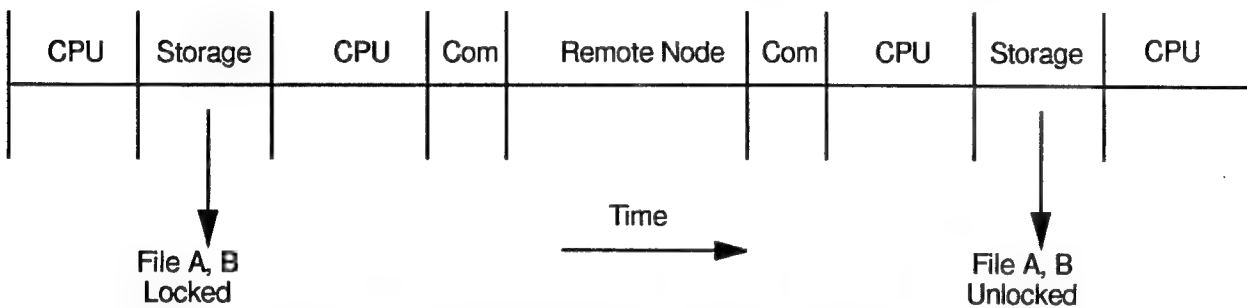 CPU Storage CPU Com Remote Node Com CPU Storage CPU
Time
File A, B
Locked
File A, B
Unlocked